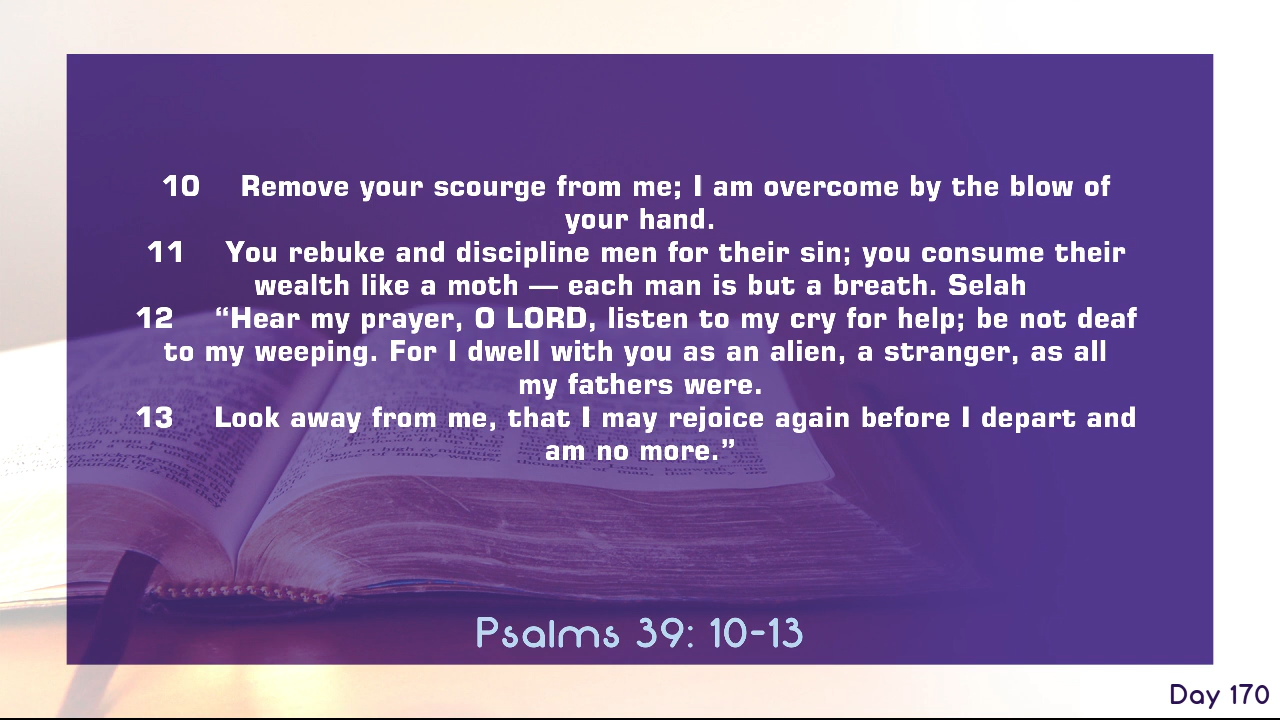 10 Remove your scourge from me; I am overcome by the blow of
your hand.
11 You rebuke and discipline men for their sin; you consume their
wealth like a moth — each man is but a breath. Selah
12 “Hear my prayer, O LORD, listen to my cry for help; be not deaf
to my weeping. For I dwell with you as an alien, a stranger, as all
my fathers were.
13 Look away from me, that I may rejoice again before I depart and
am no more.”
Psalms 39: 10-13
Day 170